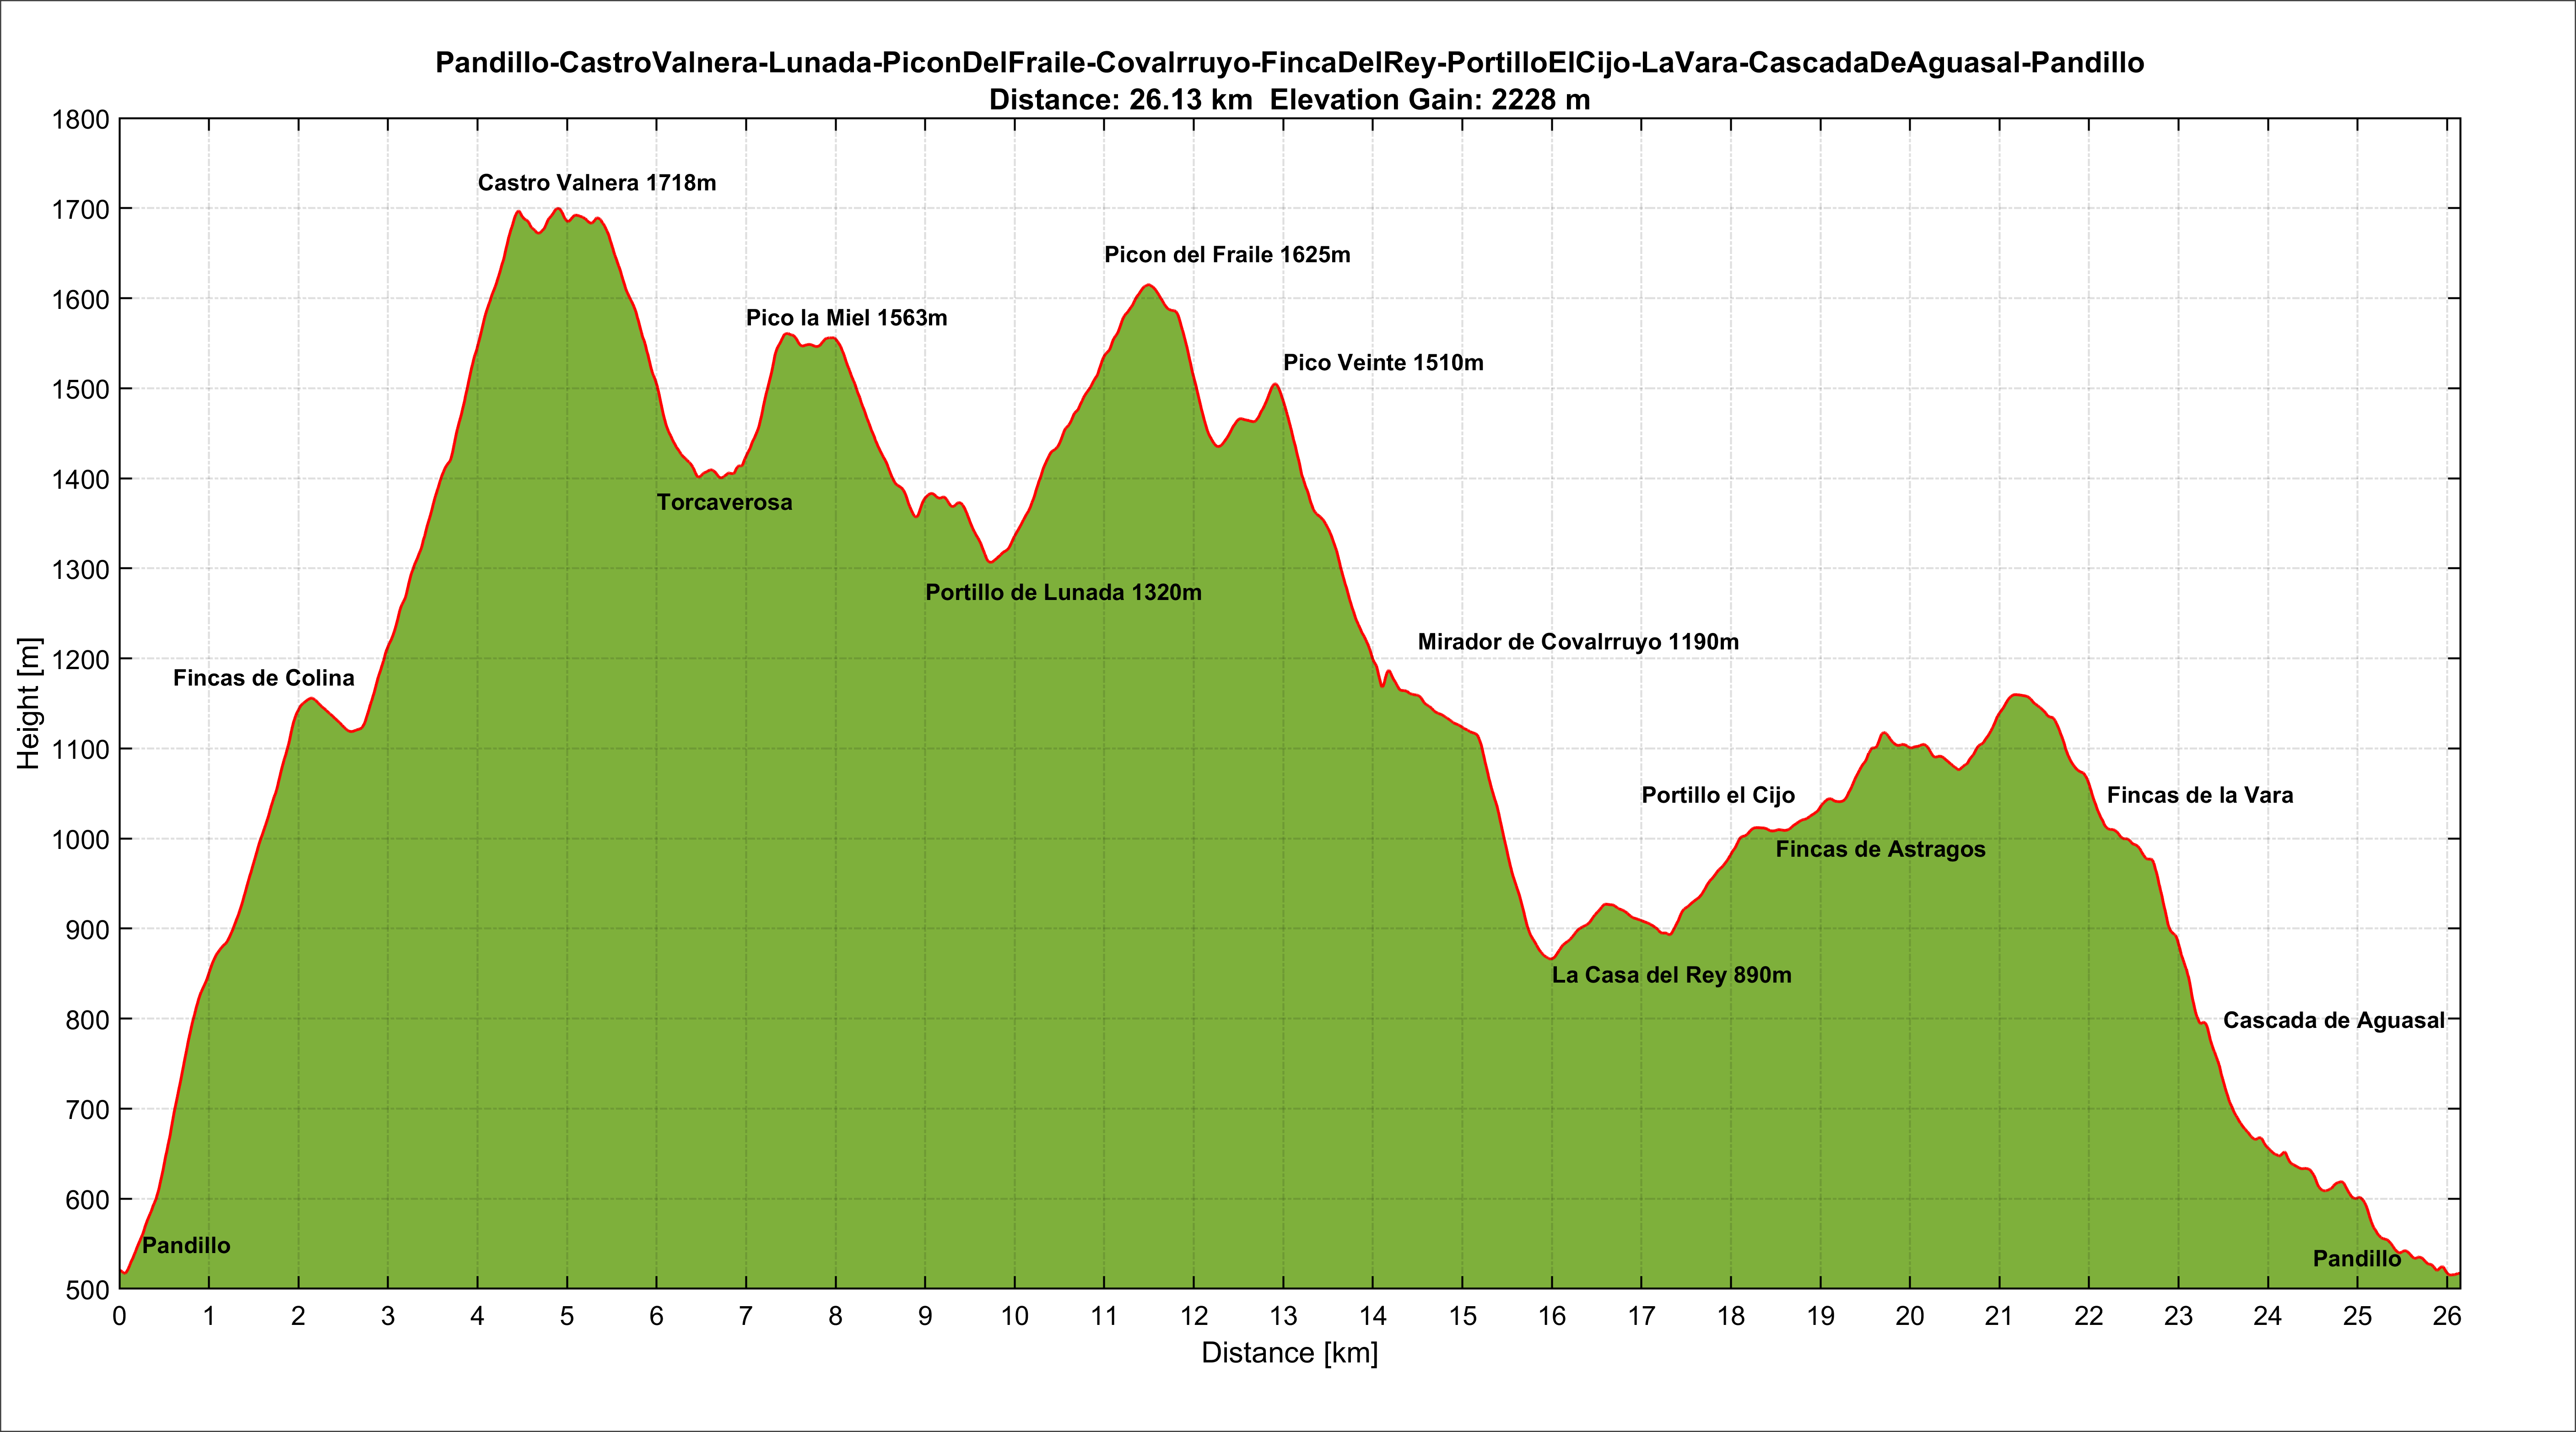 Pandillo-CastroValnera-Lunada-PiconDelFraile-CovaIrruyo-FincaDelRey-PortilloElCijo-LaVara-CascadaDeAguasal-Pandillo
Distance: 26.13 km  Elevation Gain: 2228 m
1800
1700
1600
1500
1400
1300
1200
1100
1000
900
800
700
600
500
Height [m]
Castro Valnera 1718m
Picon del Fraile 1625m
Pico la Miel 1563m
Pico Veinte 1510m
Torcaverosa
Portillo de Lunada 1320m
Mirador de CovaIrruyo 1190m
Fincas de Colina
Portillo el Cijo
Fincas de la Vara
Fincas de Astragos
La Casa del Rey 890m
Cascada de Aguasal
Pandillo
Pandillo
0 1 2 3 4 5 6 7 8 9 10 11 12 13 14 15 16 17 18 19 20 21 22 23 24 25 26
Distance [km]